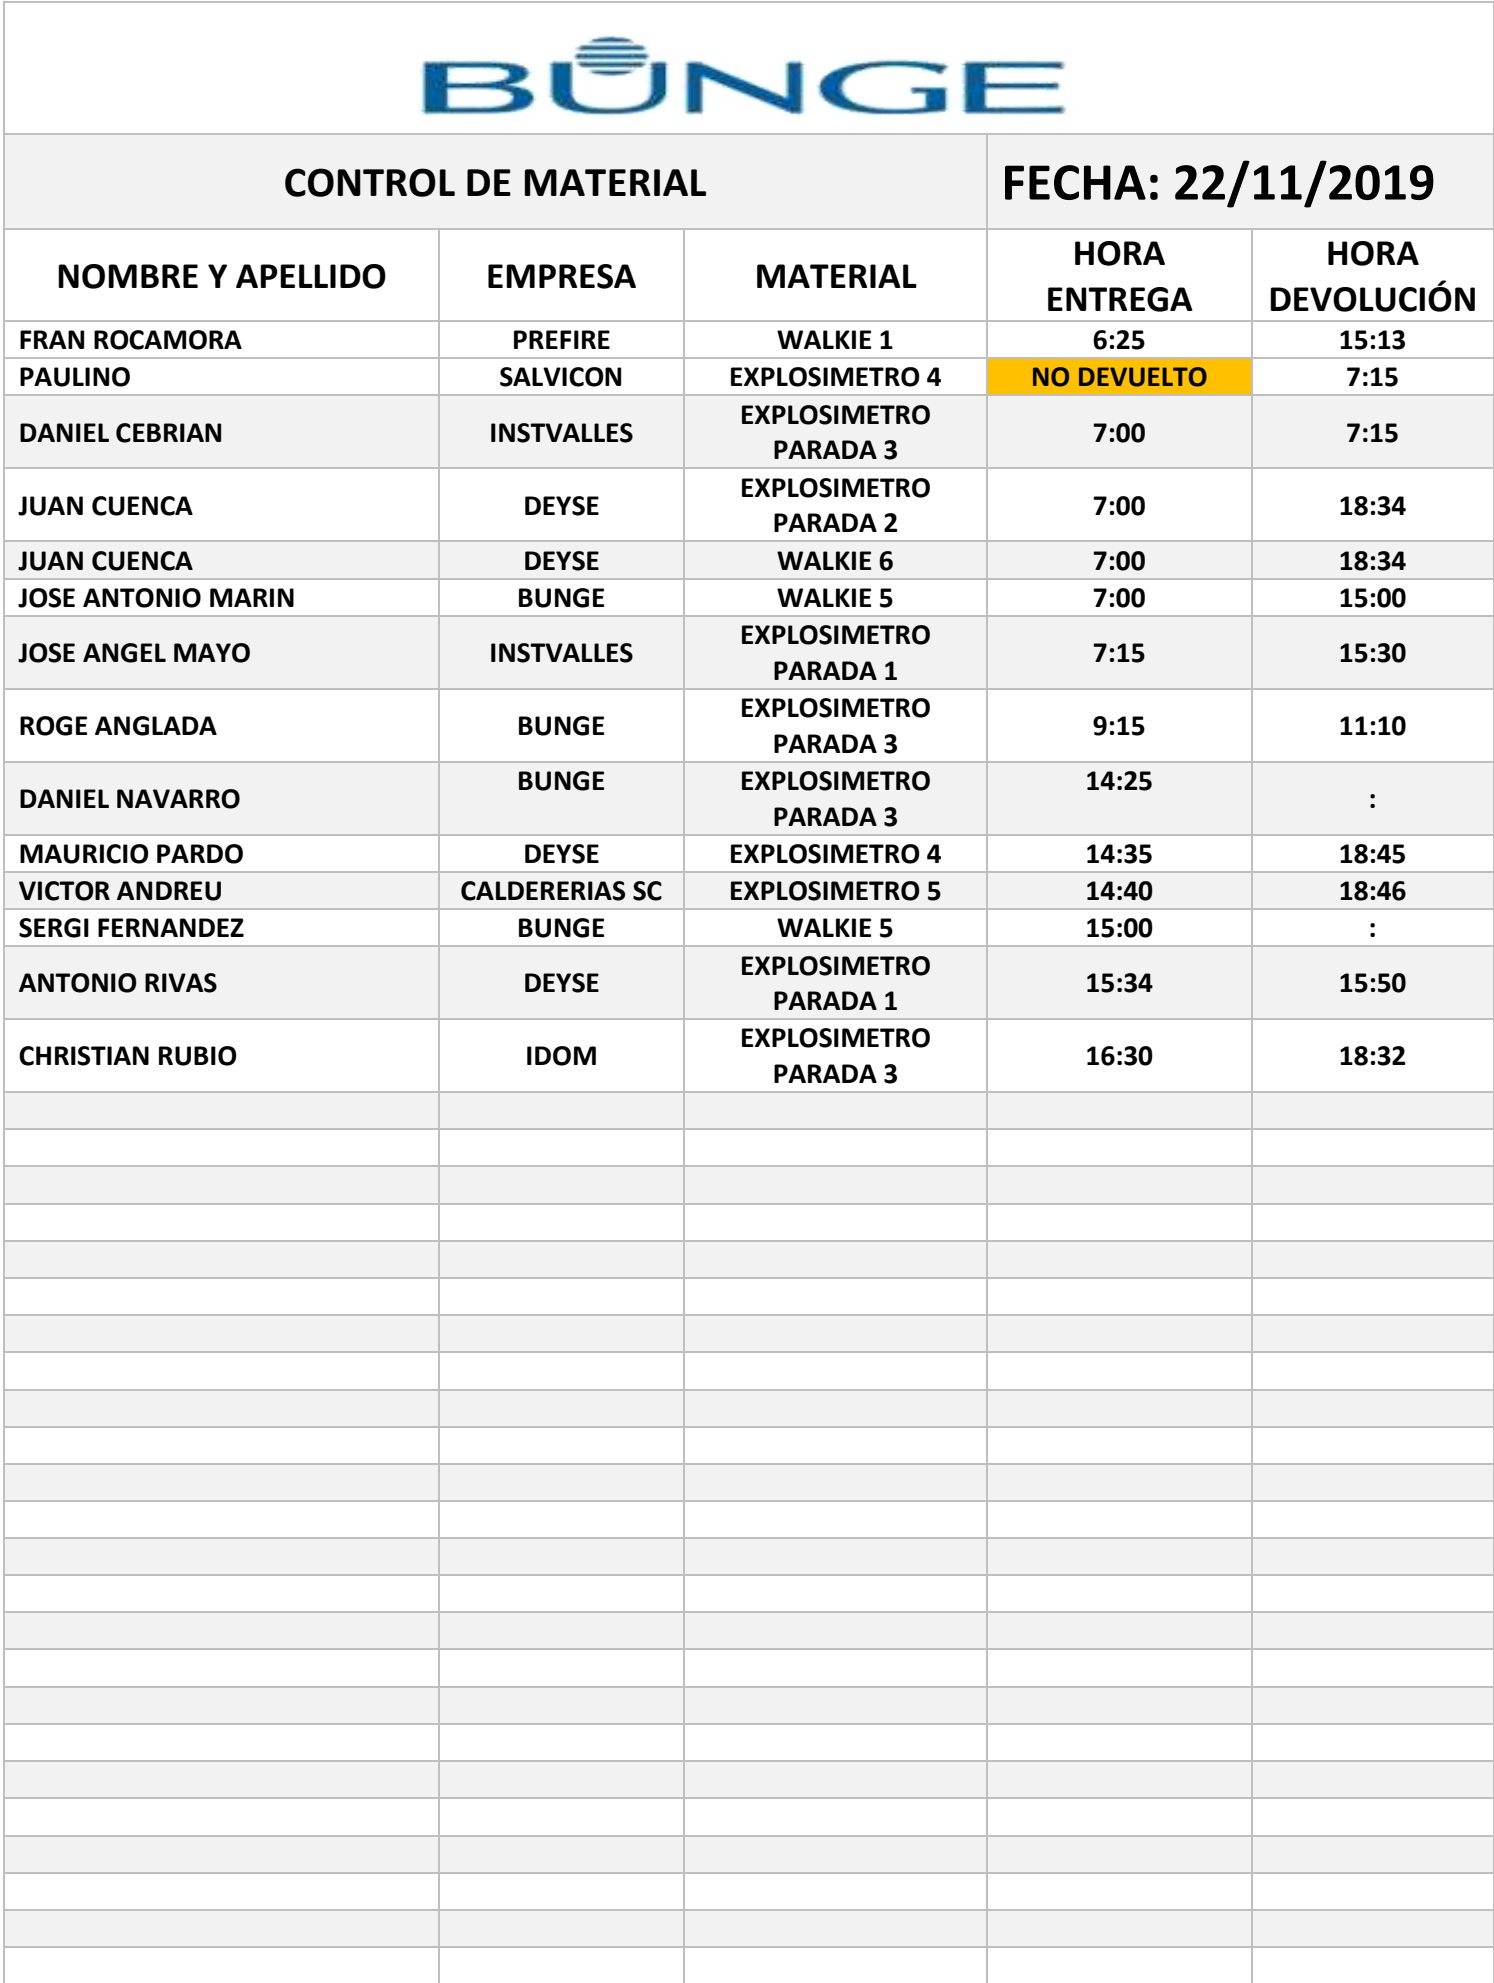 BUNGE
CONTROL DE MATERIAL FECHA: 22/11/2019
NOMBRE Y APELLIDO EMPRESA MATERIAL HORA ENTREGA HORA DEVOLUCIÓN
FRAN ROCAMORA PREFIRE WALKIE 1 6:25 15:13
PAULINO SALVICON EXPLOSIMETRO 4 NO DEVUELTO 7:15
DANIEL CEBRIAN INSTVALLES EXPLOSIMETRO PARADA 3 7:00 7:15
JUAN CUENCA DEYSE EXPLOSIMETRO PARADA 2 7:00 18:34
JUAN CUENCA DEYSE WALKIE 6 7:00 18:34
JOSE ANTONIO MARIN BUNGE WALKIE 5 7:00 15:00
JOSE ANGEL MAYO INSTVALLES EXPLOSIMETRO PARADA 1 7:15 15:30
ROGE ANGLADA BUNGE EXPLOSIMETRO PARADA 3 9:15 11:10
DANIEL NAVARRO BUNGE EXPLOSIMETRO PARADA 3 14:25 :
MAURICIO PARDO DEYSE EXPLOSIMETRO 4 14:35 18:45
VICTOR ANDREU CALDERERIAS SC EXPLOSIMETRO 5 14:40 18:46
SERGI FERNANDEZ BUNGE WALKIE 5 15:00 :
ANTONIO RIVAS DEYSE EXPLOSIMETRO PARADA 1 15:34 15:50
CHRISTIAN RUBIO IDOM EXPLOSIMETRO PARADA 3 16:30 18:32